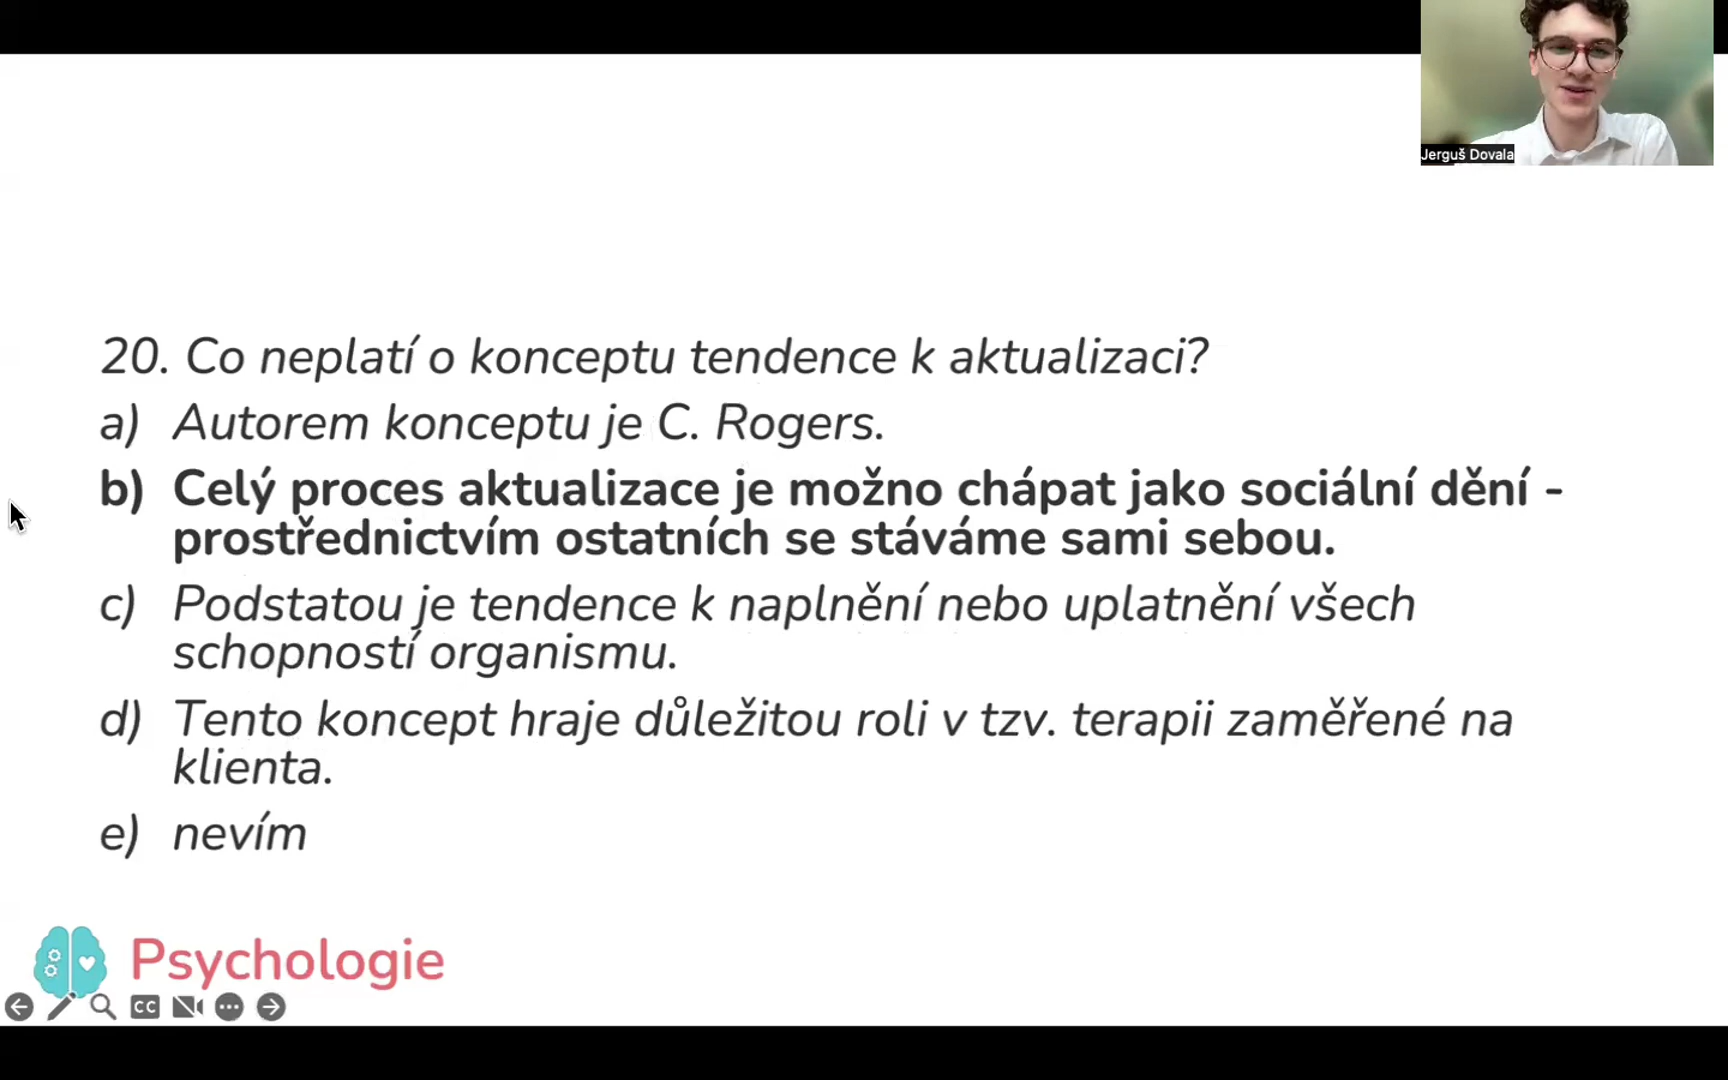 Jerguš Dovala
20. Co neplatí o konceptu tendence k aktualizaci?
a) Autorem konceptu je C. Rogers.
b) Celý proces aktualizace je možno chápat jako sociální dění -
prostřednictvím ostatních se stáváme sami sebou.
c) Podstatou je tendence k naplnění nebo uplatnění všech
schopností organismu.
d) Tento koncept hraje důležitou roli v tzv. terapii zaměřené na
klienta.
e) nevím
Psychologie
CC